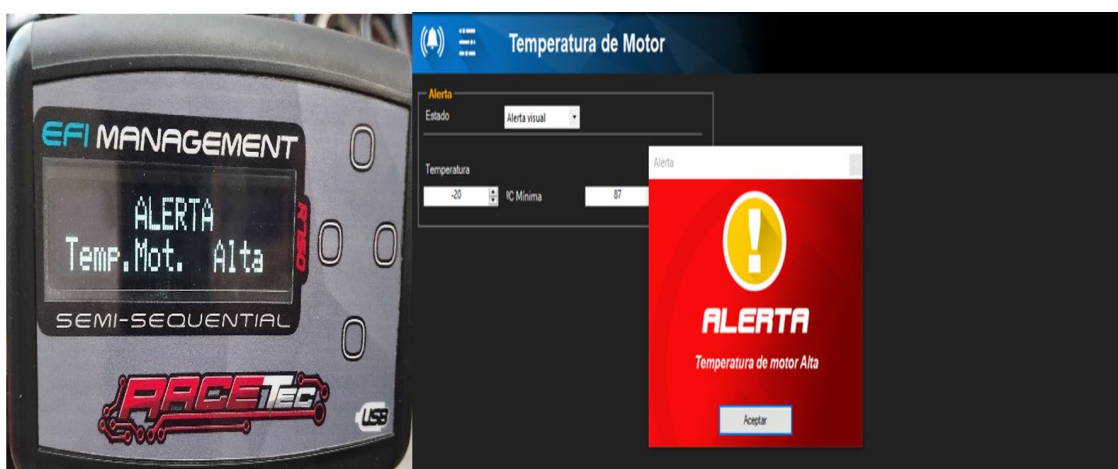 EFI MANAGEMENT
ALERTA
Temp.Mot. Alta
R7150
SEMI-SEQUENTIAL
RACETEC
USB
Temperatura de Motor
Alerta
Estado
Alerta visual
Temperatura
-20
ºC Mínima
87
Alerta
ALERTA
Temperatura de motor Alta
Aceptar